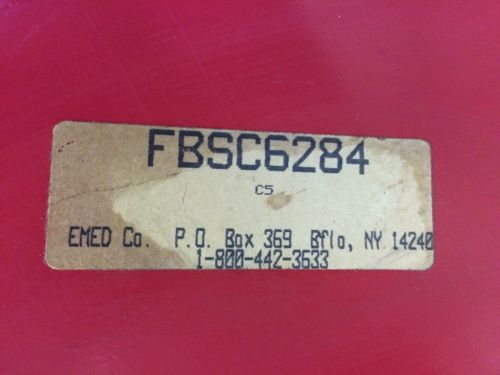 FBSC6284
C5
EMED Co. P.O. Box 369 Bflo, NY 14240
1-800-442-3633